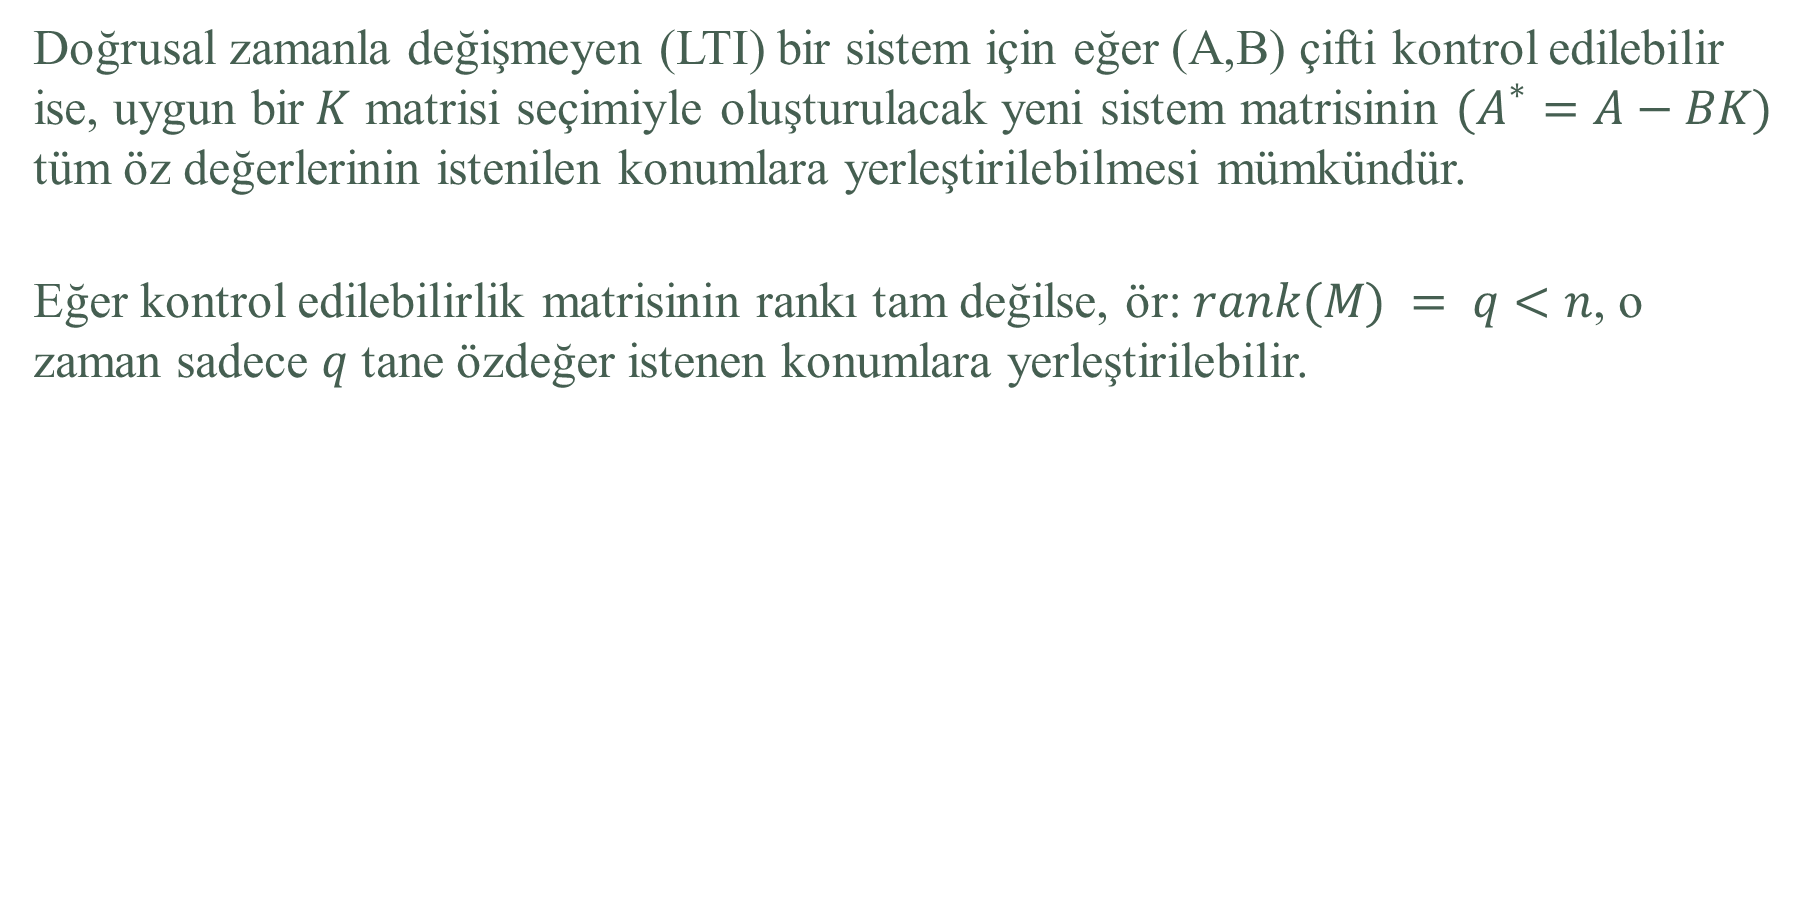 Doğrusal zamanla değişmeyen (LTI) bir sistem için eğer (A,B) çifti kontrol edilebilir
ise, uygun bir K matrisi seçimiyle oluşturulacak yeni sistem matrisinin (A* = A − BK)
tüm öz değerlerinin istenilen konumlara yerleştirilebilmesi mümkündür.
Eğer kontrol edilebilirlik matrisinin rankı tam değilse, ör: rank(M) = q < n, o
zaman sadece q tane özdeğer istenen konumlara yerleştirilebilir.